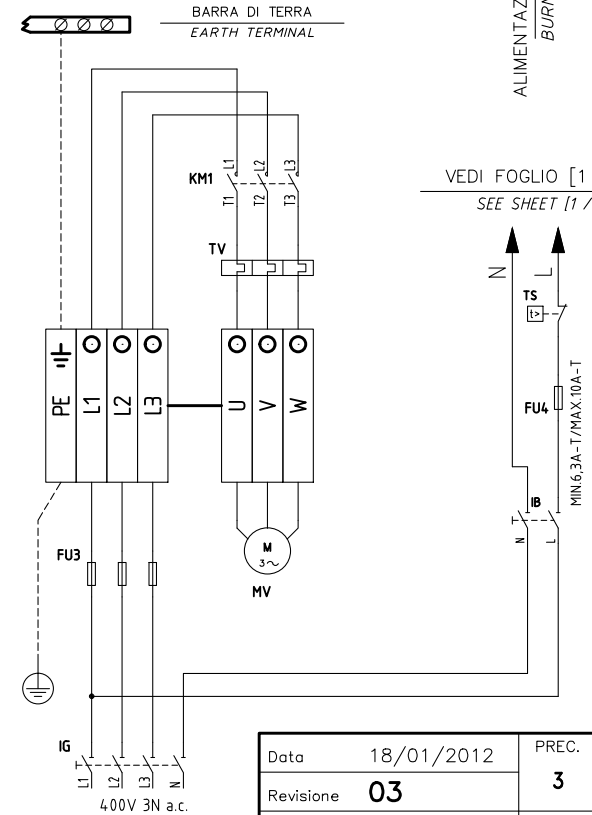 BARRA DI TERRA
EARTH TERMINAL
ALIMENTAZ
BURN
KM1
L1
L2
L3
T1
T2
T3
VEDI FOGLIO [1
SEE SHEET [1 /
TV
N
L
TS
t>
PE
L1
L2
L3
U
V
W
FU4
MIN.6,3A-T/MAX.10A-T
IB
N
L
M
3~
MV
FU3
IG
L1
L2
L3
N
400V 3N a.c.
Data 18/01/2012
PREC.
3
Revisione 03